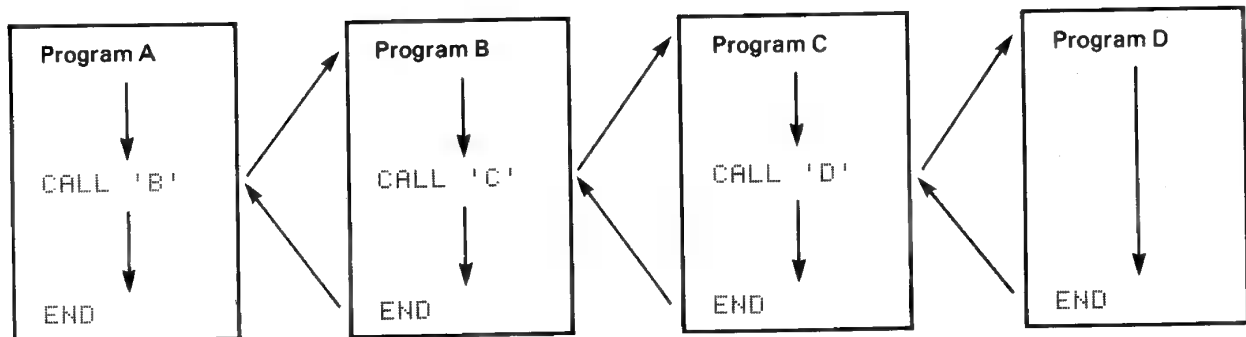 Program A
CALL 'B'
END
Program B
CALL 'C'
END
Program C
CALL 'D'
END
Program D
END